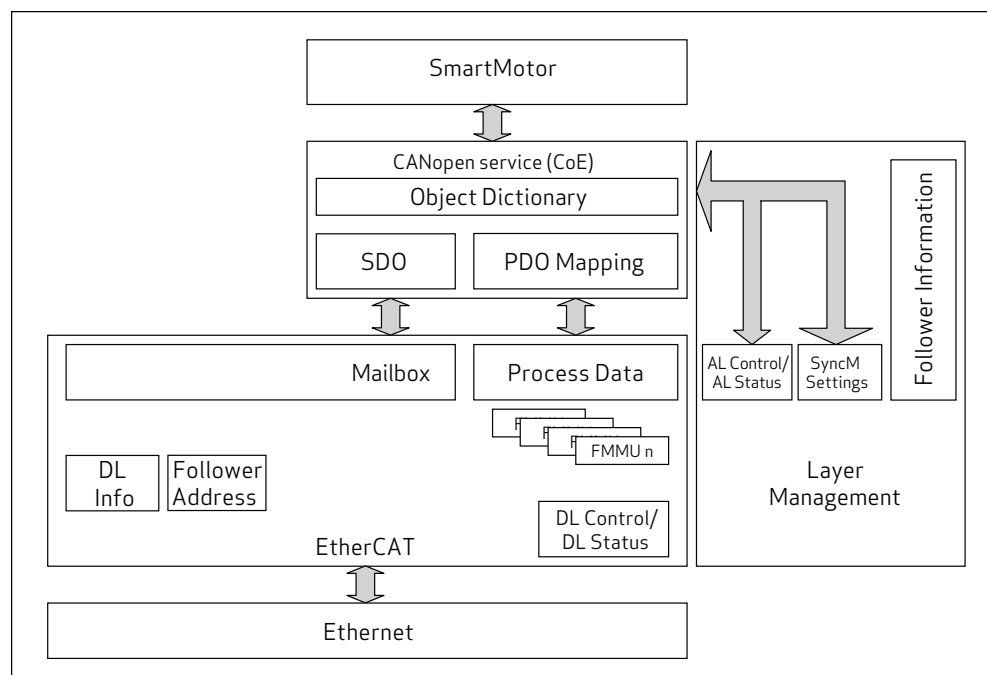 SmartMotor
CANopen service (CoE)
Object Dictionary
SDO
PDO Mapping
Mailbox
Process Data
FMMU n
DL
Info
Follower
Address
DL Control/
DL Status
EtherCAT
Ethernet
AL Control/
AL Status
SyncM
Settings
Follower Information
Layer
Management